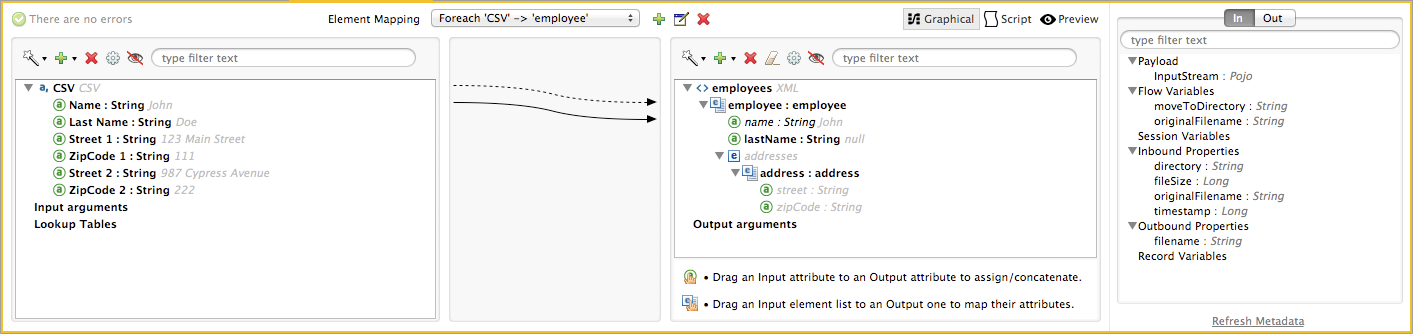 There are no errors
Element Mapping
Foreach 'CSV' -> 'employee'
Graphical
Script
Preview
type filter text
a, CSV CSV
a Name : String John
a Last Name : String Doe
a Street 1 : String 123 Main Street
a ZipCode 1 : String 111
a Street 2 : String 987 Cypress Avenue
a ZipCode 2 : String 222
Input arguments
Lookup Tables
type filter text
<> employees XML
e employee : employee
a name : String John
a lastName : String null
e addresses
e address : address
a street : String
a zipCode : String
Output arguments
a • Drag an Input attribute to an Output attribute to assign/concatenate.
e • Drag an Input element list to an Output one to map their attributes.
In
Out
type filter text
Payload
InputStream : Pojo
Flow Variables
moveToDirectory : String
originalFilename : String
Session Variables
Inbound Properties
directory : String
fileSize : Long
originalFilename : String
timestamp : Long
Outbound Properties
filename : String
Record Variables
Refresh Metadata